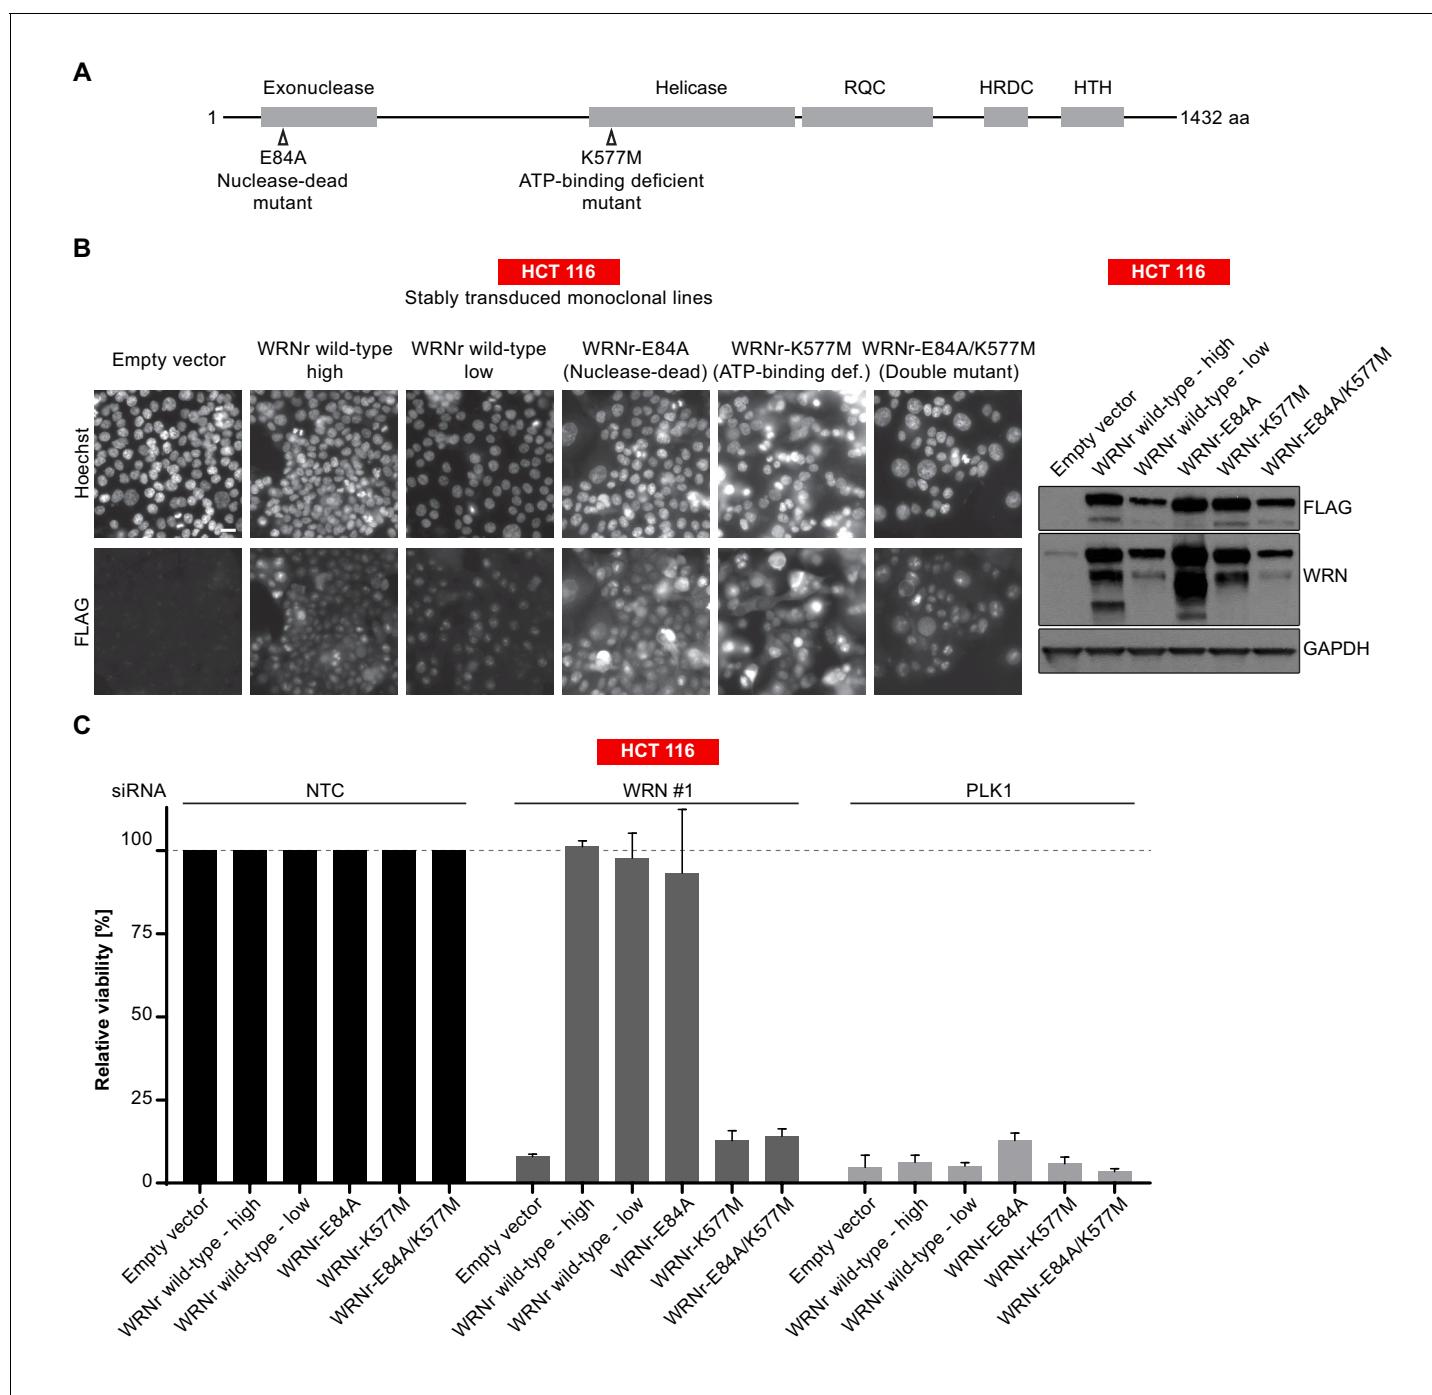 A
Exonuclease Helicase RQC HRDC HTH
1 1432 aa
E84A K577M
Nuclease-dead ATP-binding deficient
mutant mutant
B
HCT 116 HCT 116
Stably transduced monoclonal lines
Empty vector
WRNr wild-type
high
WRNr wild-type
low
WRNr-E84A
(Nuclease-dead)
WRNr-K577M
(ATP-binding def.)
WRNr-E84A/K577M
(Double mutant)
Hoechst
FLAG
Empty vector
WRNr wild-type - high
WRNr wild-type - low
WRNr-E84A
WRNr-K577M
WRNr-E84A/K577M
FLAG
WRN
GAPDH
C
HCT 116
siRNA NTC WRN #1 PLK1
Relative viability [%]
100
75
50
25
0
Empty vector
WRNr wild-type - high
WRNr wild-type - low
WRNr-E84A
WRNr-K577M
WRNr-E84A/K577M
Empty vector
WRNr wild-type - high
WRNr wild-type - low
WRNr-E84A
WRNr-K577M
WRNr-E84A/K577M
Empty vector
WRNr wild-type - high
WRNr wild-type - low
WRNr-E84A
WRNr-K577M
WRNr-E84A/K577M